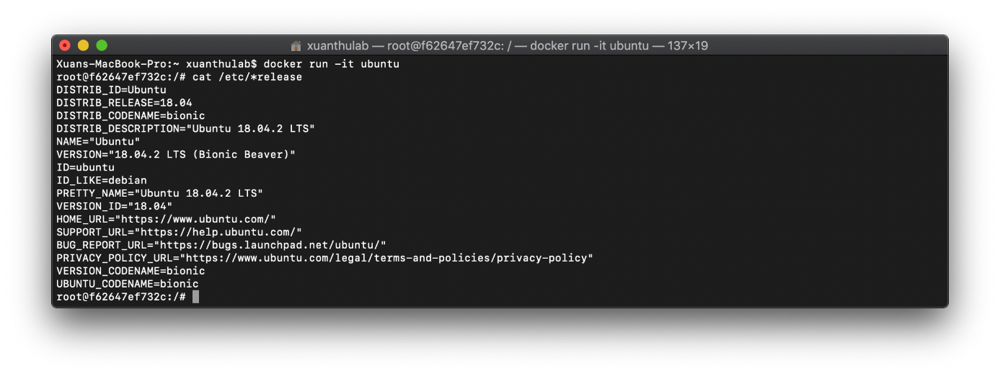 xuanthulab — root@f62647ef732c: / — docker run -it ubuntu — 137×19
Xuans-MacBook-Pro:~ xuanthulab$ docker run -it ubuntu
root@f62647ef732c:/# cat /etc/*release
DISTRIB_ID=Ubuntu
DISTRIB_RELEASE=18.04
DISTRIB_CODENAME=bionic
DISTRIB_DESCRIPTION="Ubuntu 18.04.2 LTS"
NAME="Ubuntu"
VERSION="18.04.2 LTS (Bionic Beaver)"
ID=ubuntu
ID_LIKE=debian
PRETTY_NAME="Ubuntu 18.04.2 LTS"
VERSION_ID="18.04"
HOME_URL="https://www.ubuntu.com/"
SUPPORT_URL="https://help.ubuntu.com/"
BUG_REPORT_URL="https://bugs.launchpad.net/ubuntu/"
PRIVACY_POLICY_URL="https://www.ubuntu.com/legal/terms-and-policies/privacy-policy"
VERSION_CODENAME=bionic
UBUNTU_CODENAME=bionic
root@f62647ef732c:/#